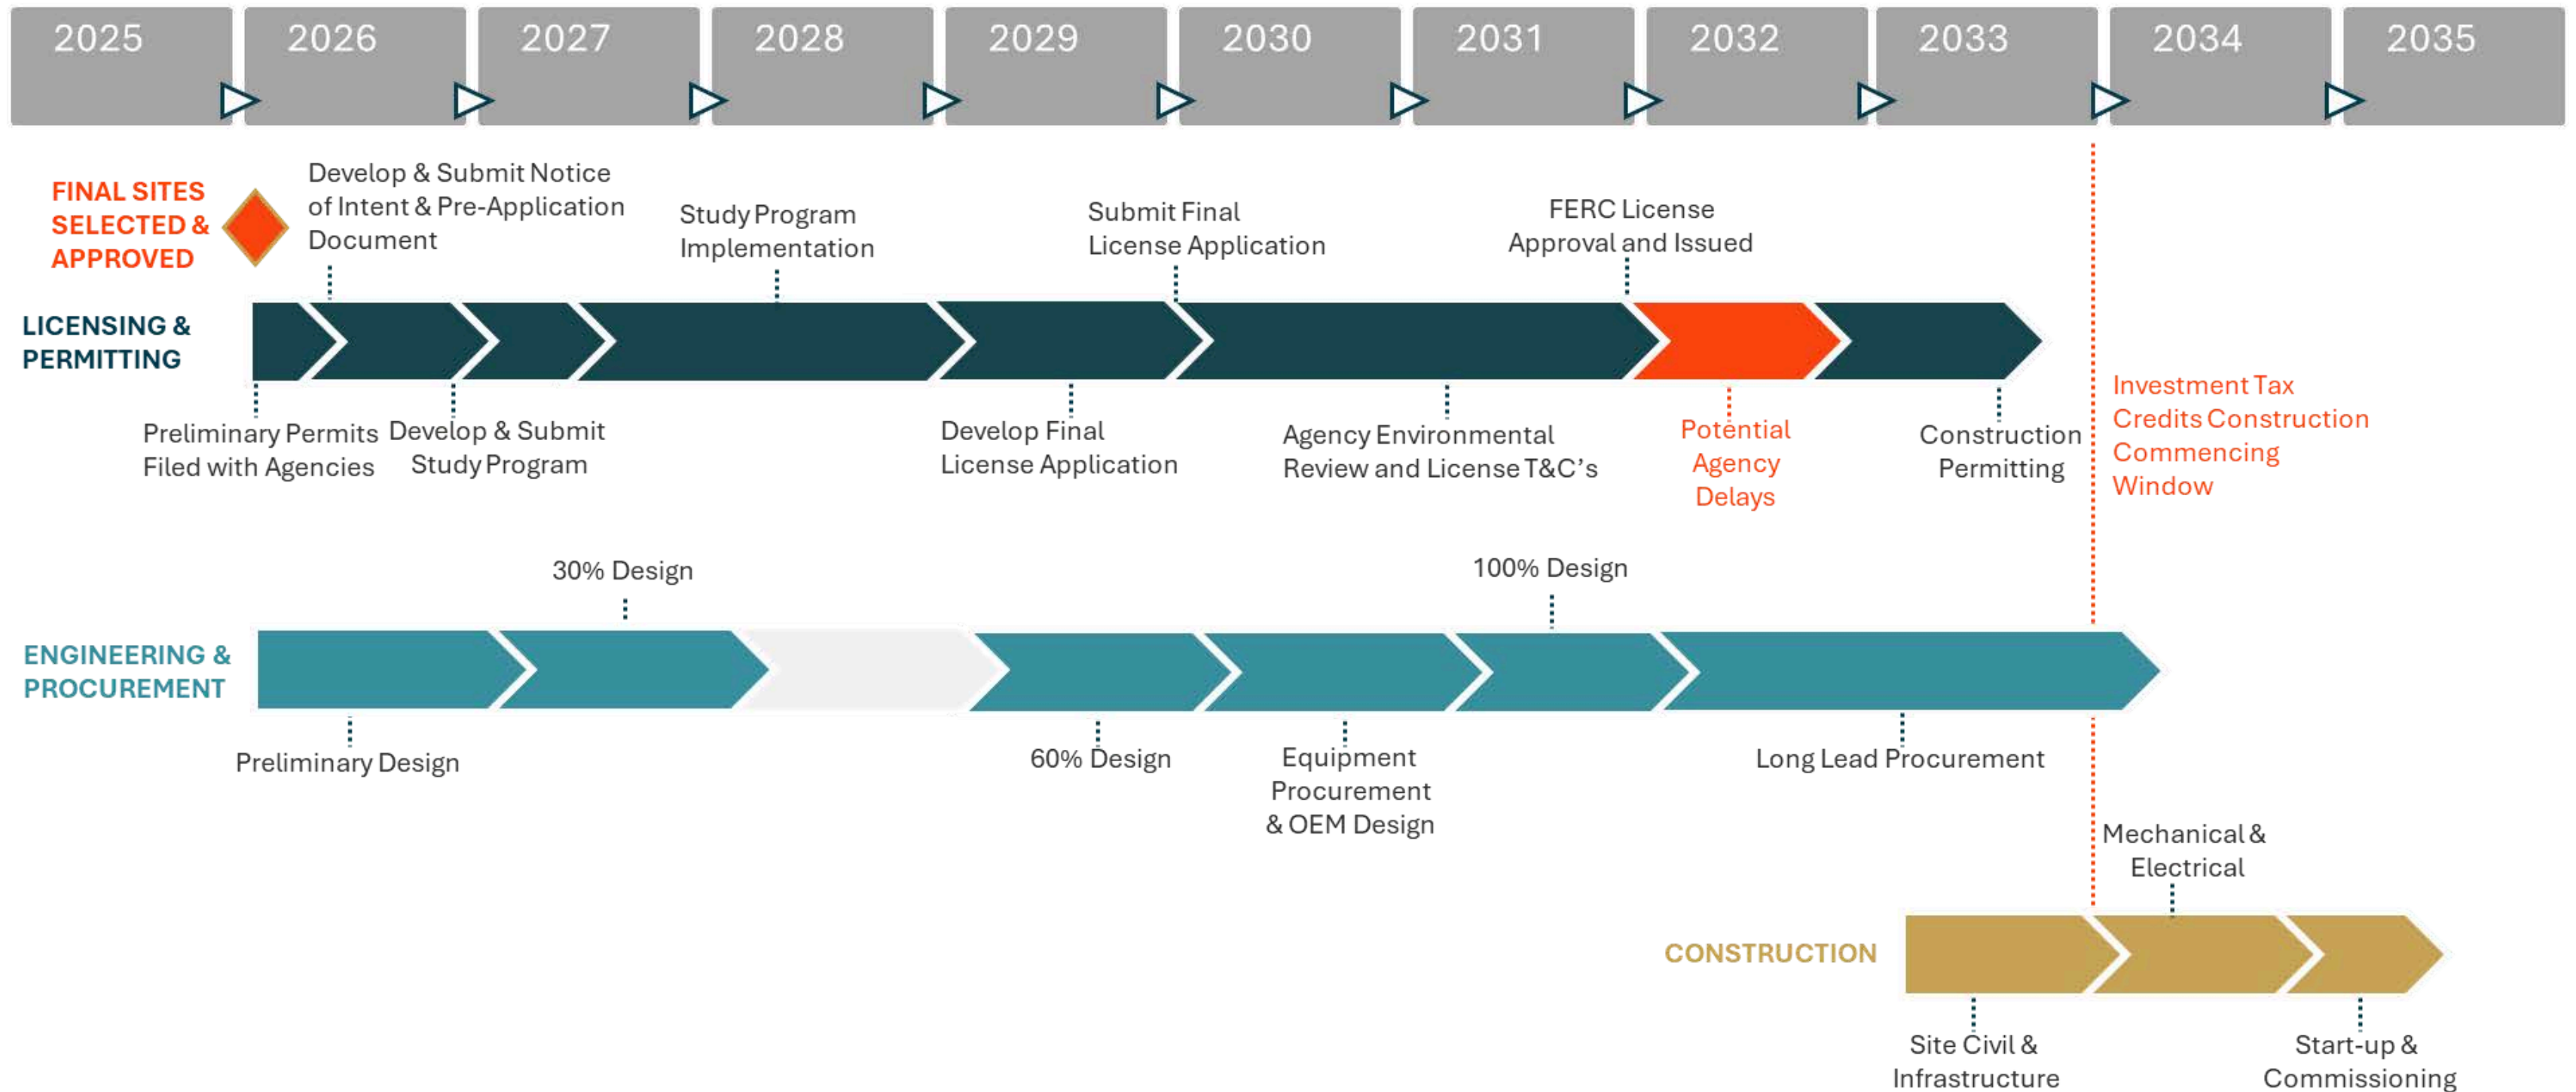 2025
2026
2027
2028
2029
2030
2031
2032
2033
2034
2035
FINAL SITES
SELECTED &
APPROVED
Develop & Submit Notice
of Intent & Pre-Application
Document
Study Program
Implementation
Submit Final
License Application
FERC License
Approval and Issued
LICENSING &
PERMITTING
Preliminary Permits
Filed with Agencies
Develop & Submit
Study Program
Develop Final
License Application
Agency Environmental
Review and License T&C’s
Potential
Agency
Delays
Construction
Permitting
Investment Tax
Credits Construction
Commencing
Window
30% Design
100% Design
ENGINEERING &
PROCUREMENT
Preliminary Design
60% Design
Equipment
Procurement
& OEM Design
Long Lead Procurement
Mechanical &
Electrical
CONSTRUCTION
Site Civil &
Infrastructure
Start-up &
Commissioning